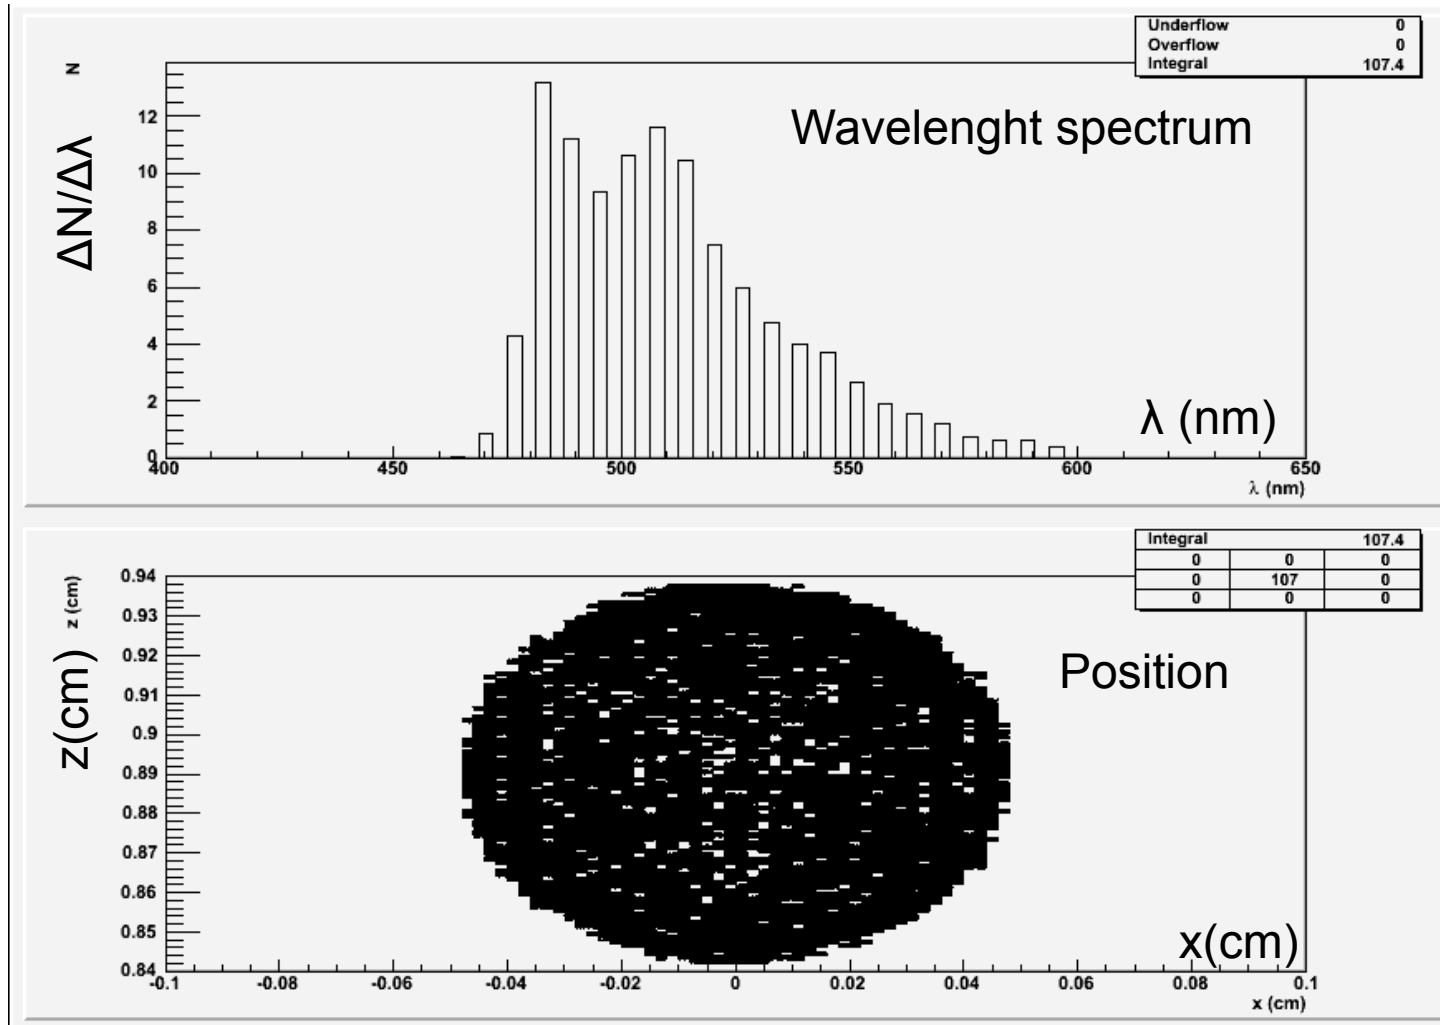 Underflow 0
Overflow 0
Integral 107.4
N
ΔN/Δλ
Wavelenght spectrum
12
10
8
6
4
2
0
λ (nm)
400 450 500 550 600 650
λ (nm)
Integral 107.4
0 0 0
0 107 0
0 0 0
z (cm)
z(cm)
Position
0.94
0.93
0.92
0.91
0.9
0.89
0.88
0.87
0.86
0.85
0.84
x(cm)
-0.1 -0.08 -0.06 -0.04 -0.02 0 0.02 0.04 0.06 0.08 0.1
x (cm)